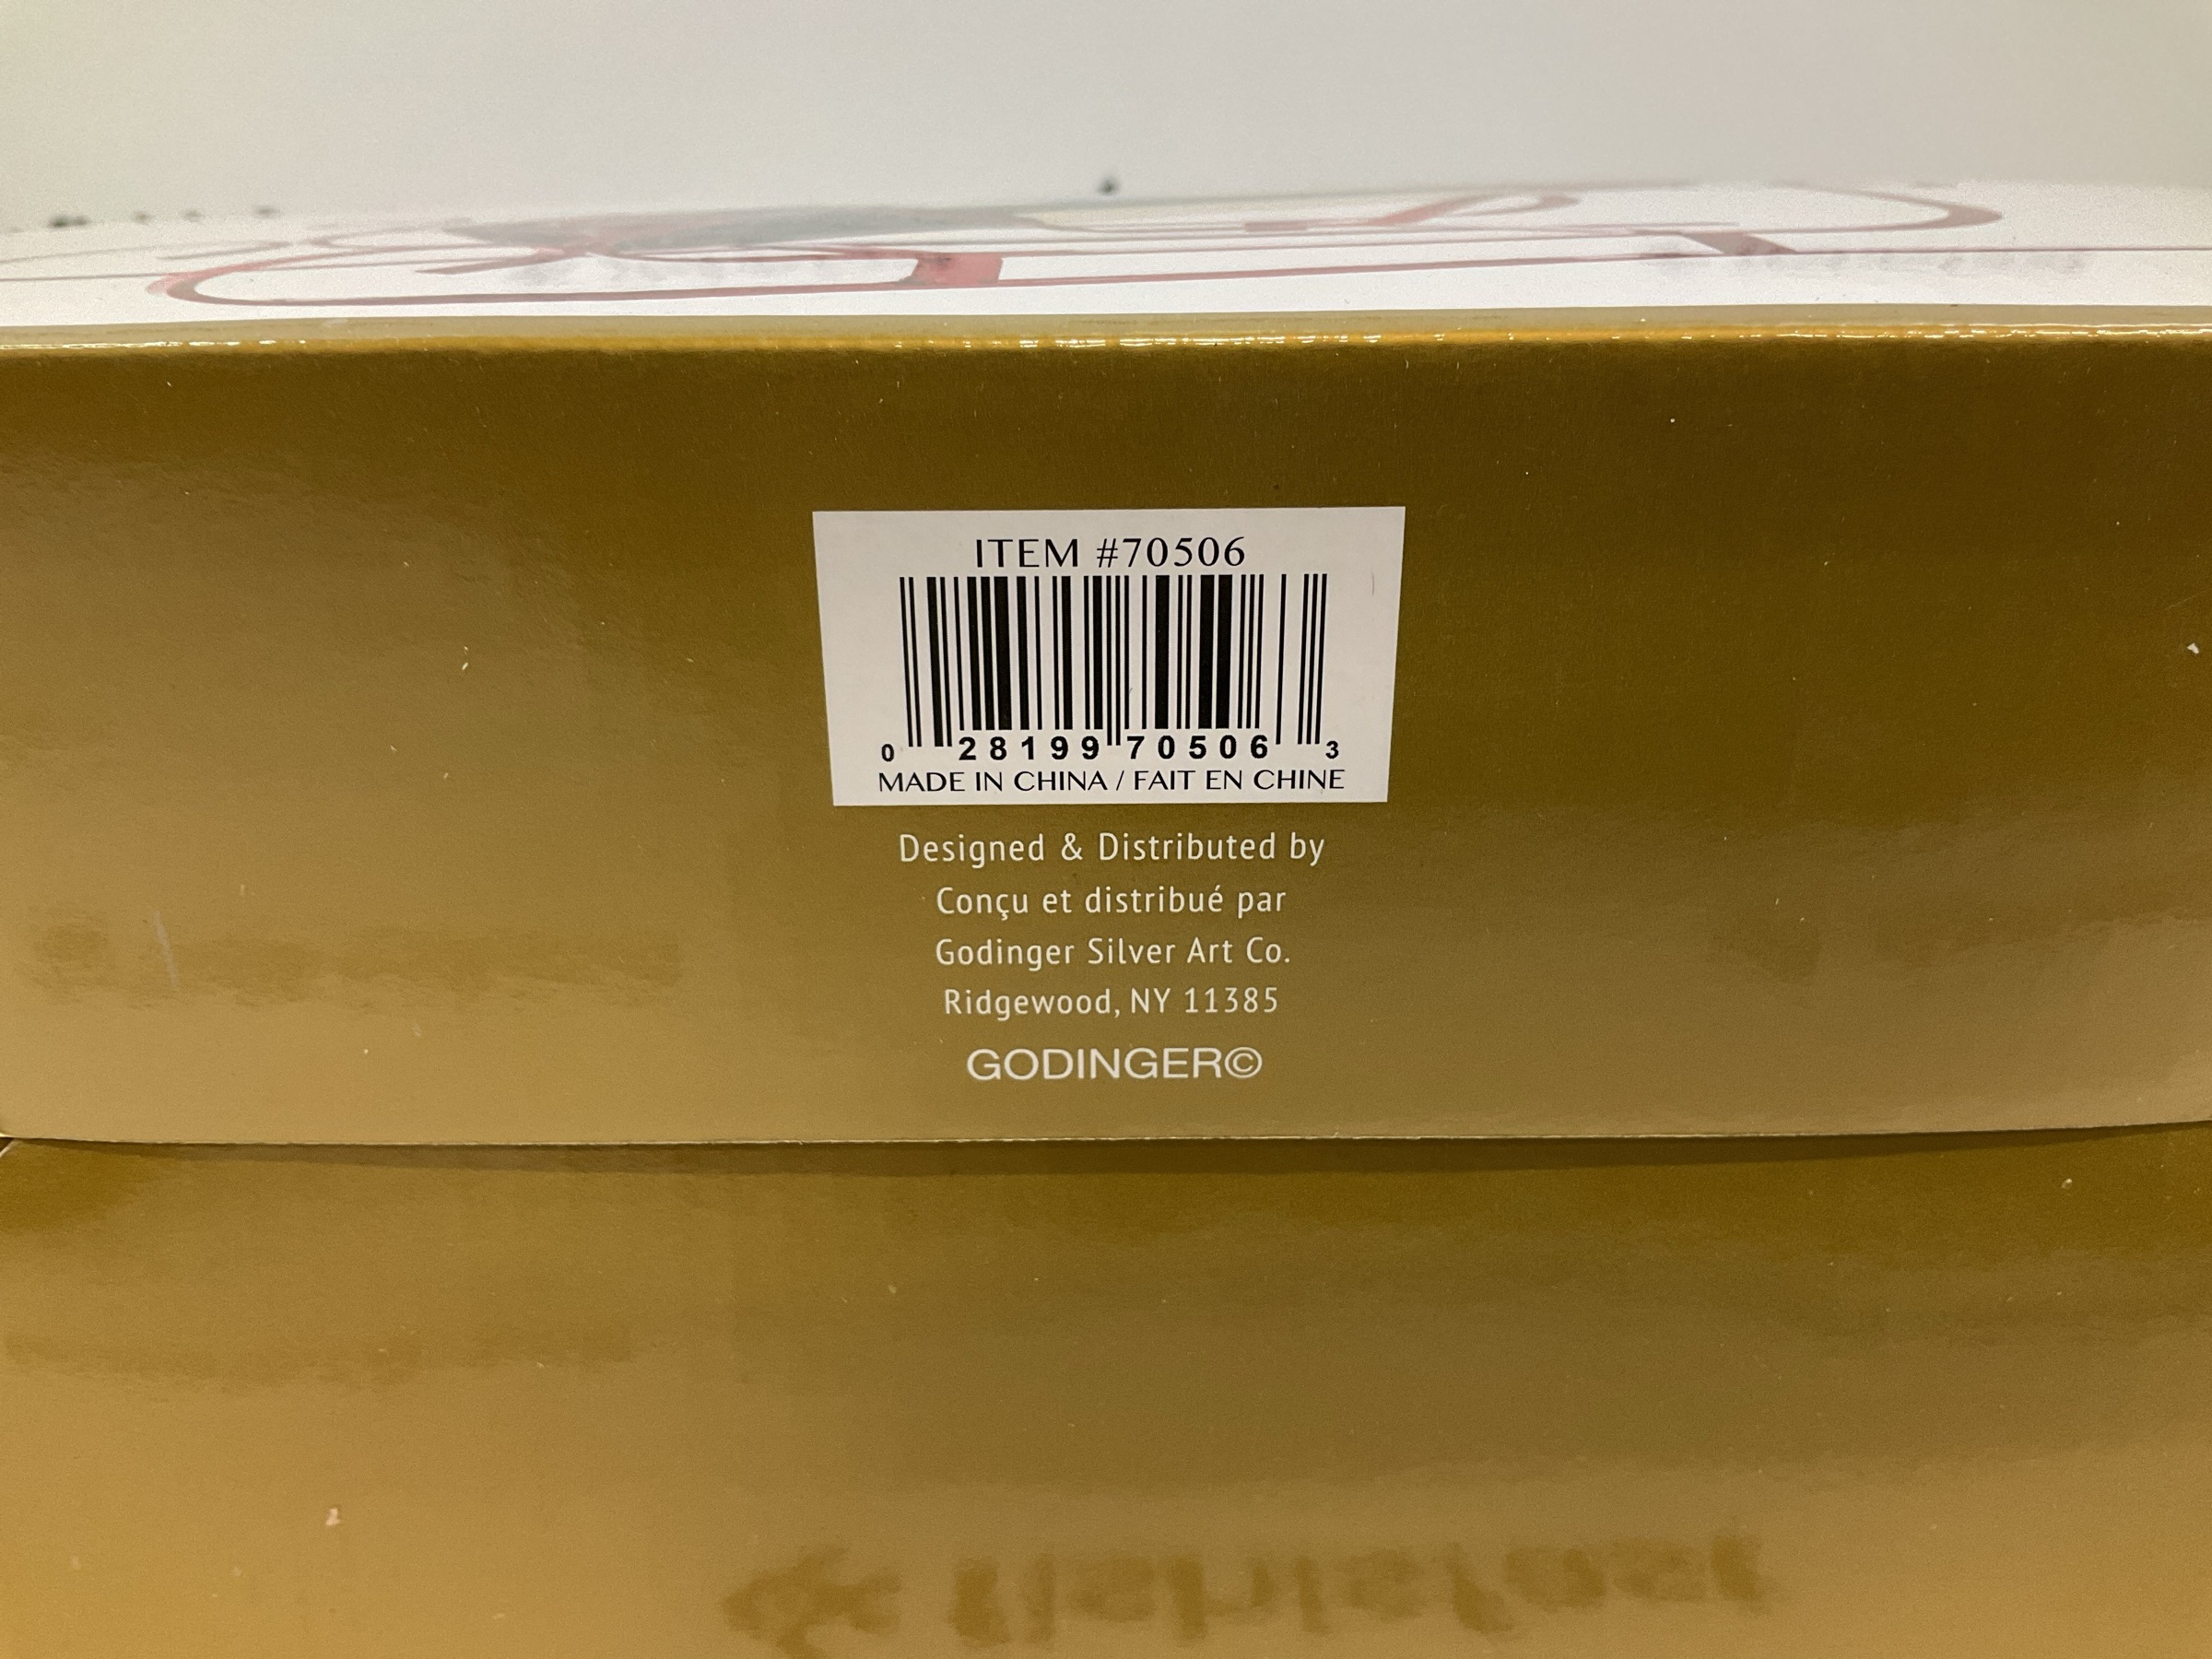 ITEM #70506
0 28199 70506 3
MADE IN CHINA / FAIT EN CHINE
Designed & Distributed by
Conçu et distribué par
Godinger Silver Art Co.
Ridgewood, NY 11385
GODINGER©